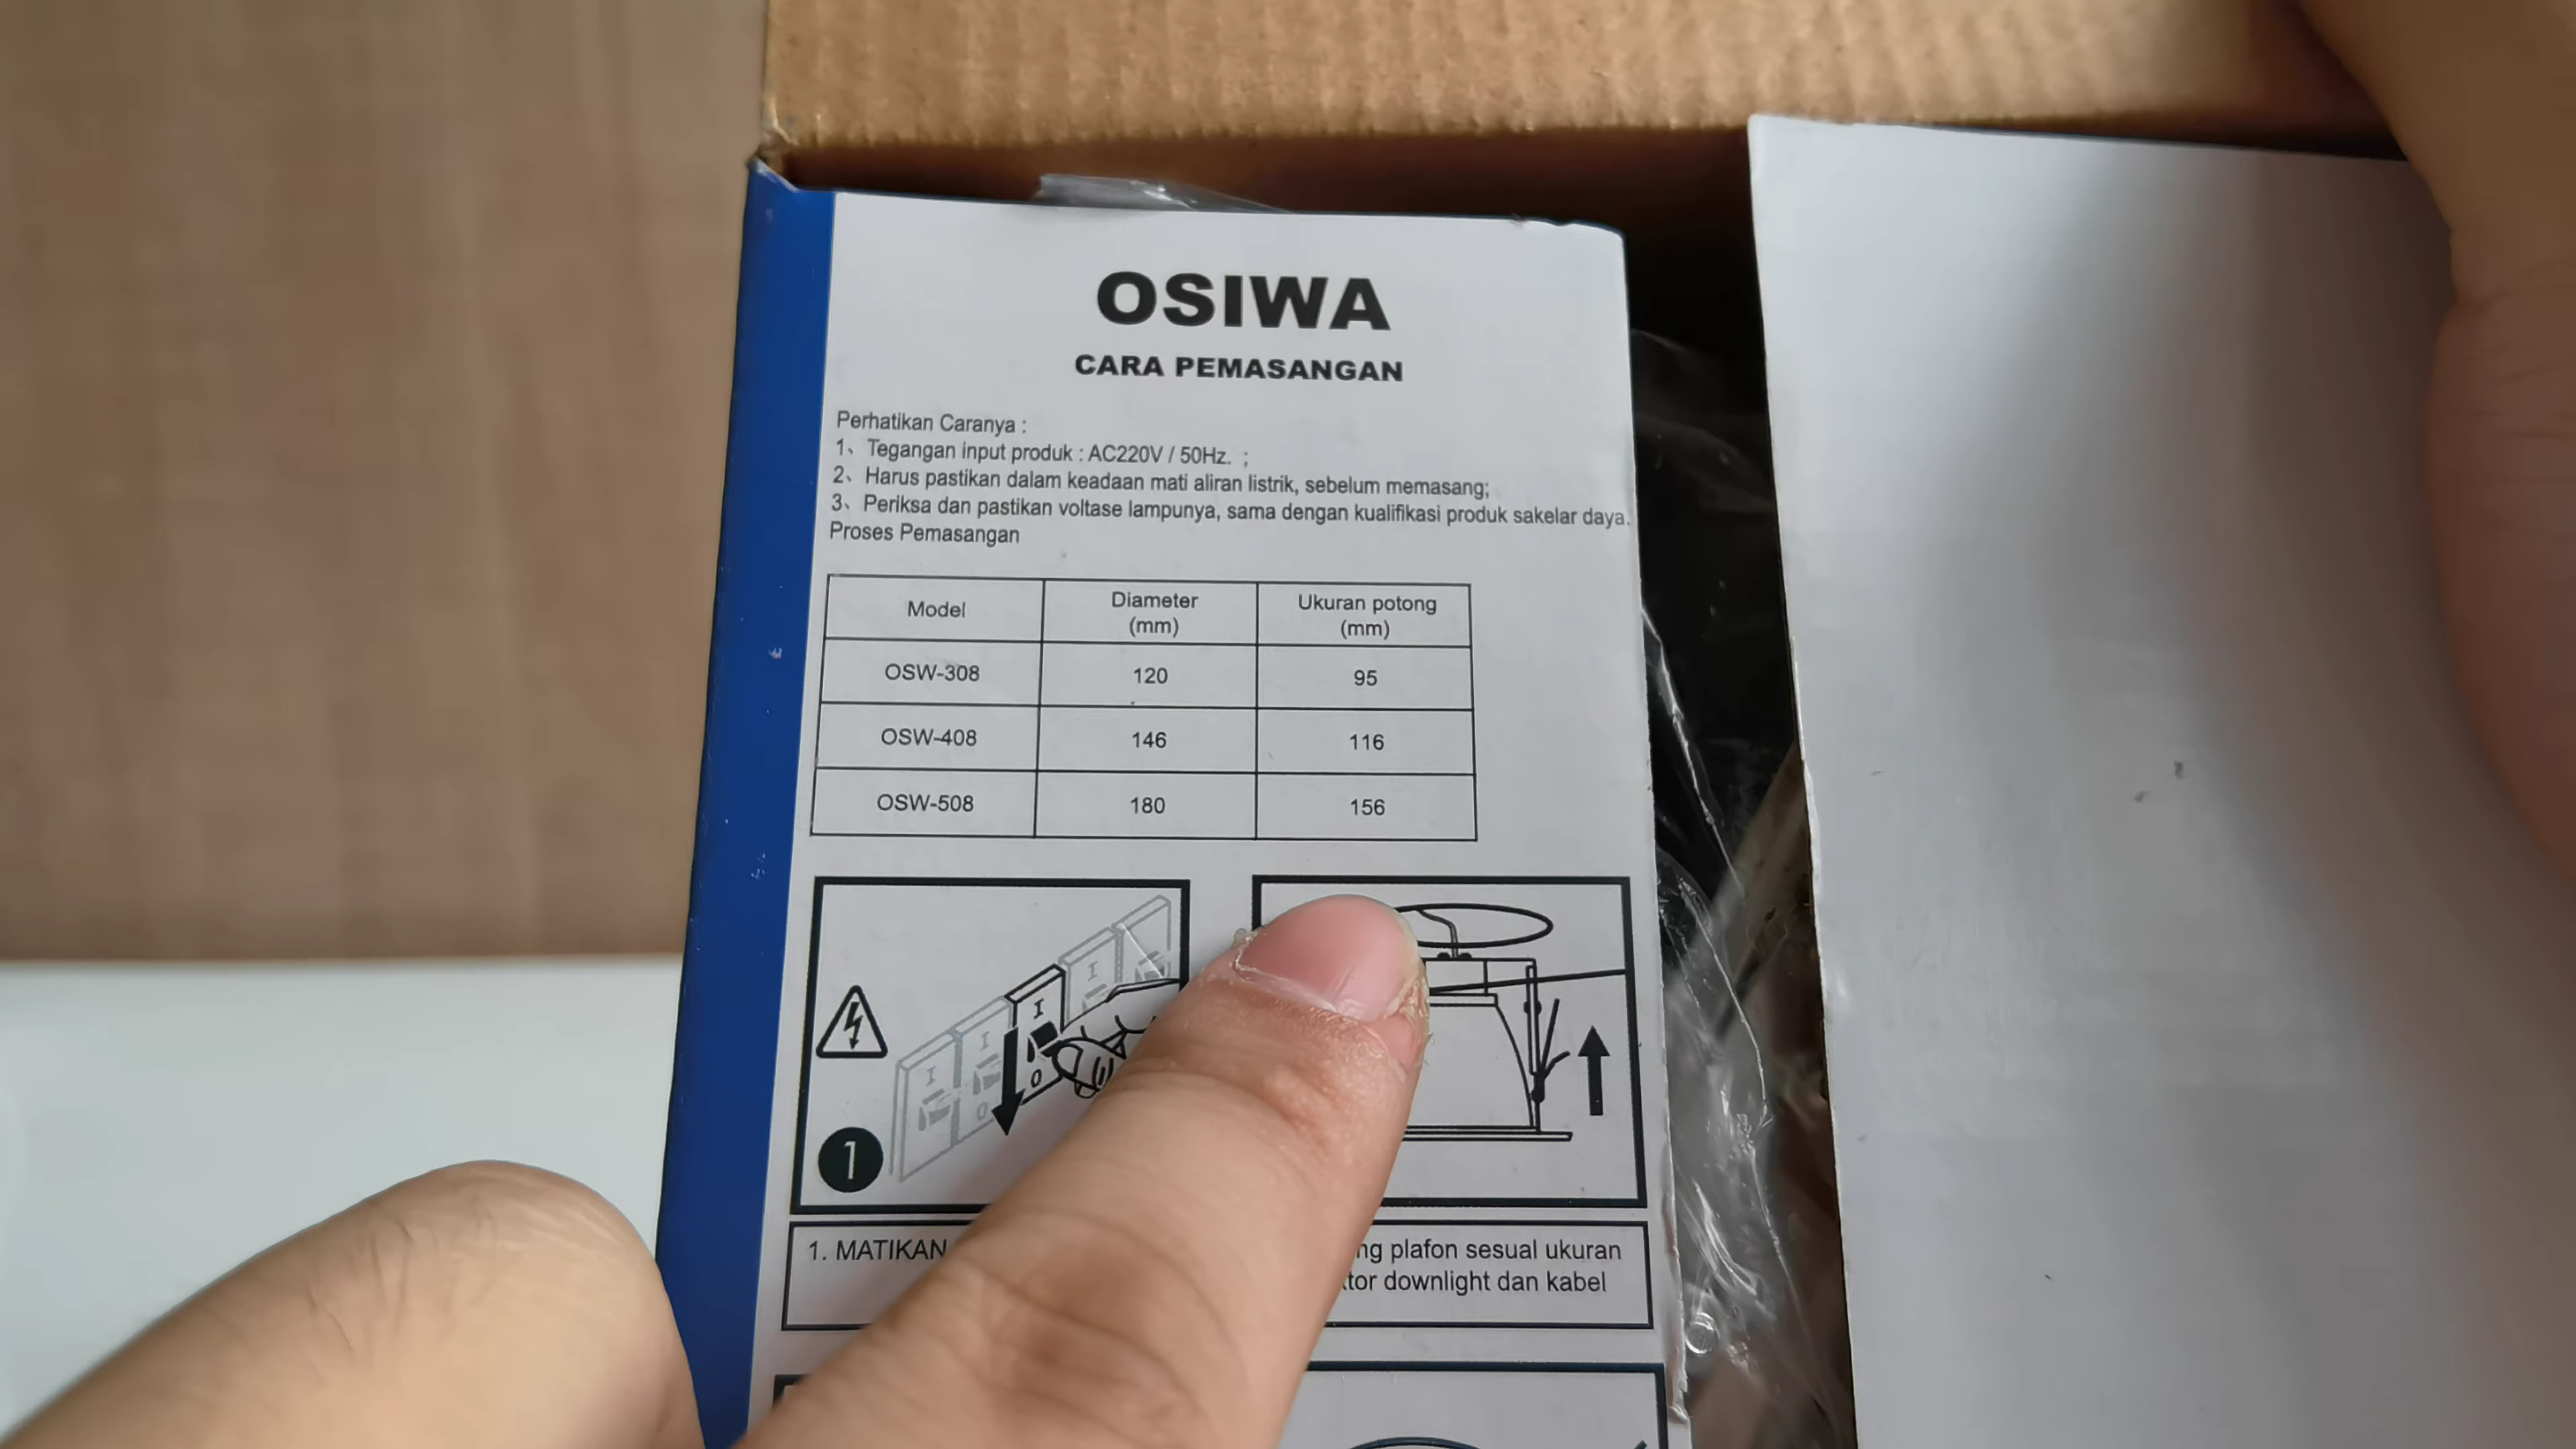 OSIWA
CARA PEMASANGAN
Perhatikan Caranya :
1、Tegangan input produk : AC220V / 50Hz. ;
2、Harus pastikan dalam keadaan mati aliran listrik, sebelum memasang;
3、Periksa dan pastikan voltase lampunya, sama dengan kualifikasi produk sakelar daya.
Proses Pemasangan
Model Diameter (mm) Ukuran potong (mm)
OSW-308 120 95
OSW-408 146 116
OSW-508 180 156
I
I
I
I
O
O
1
1. MATIKAN
plafon sesual ukuran
downlight dan kabel